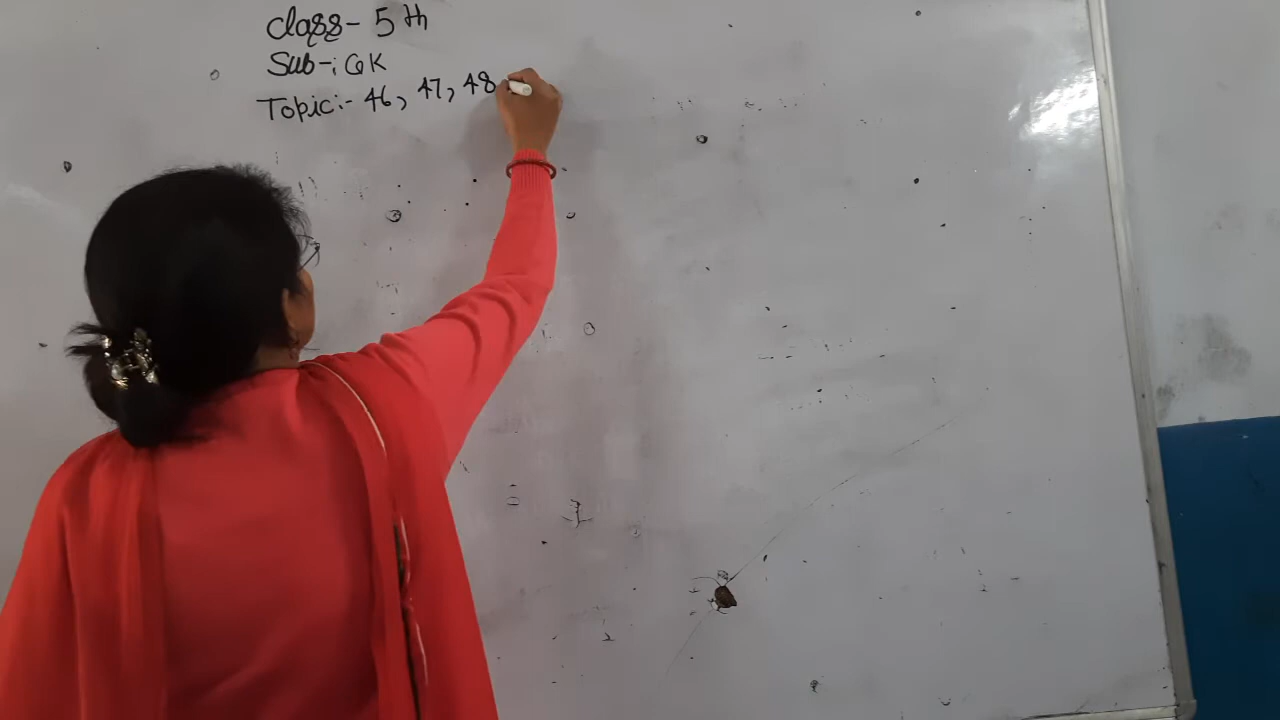 Class- 5th
Sub-: GK
Topic:- 46, 47, 48